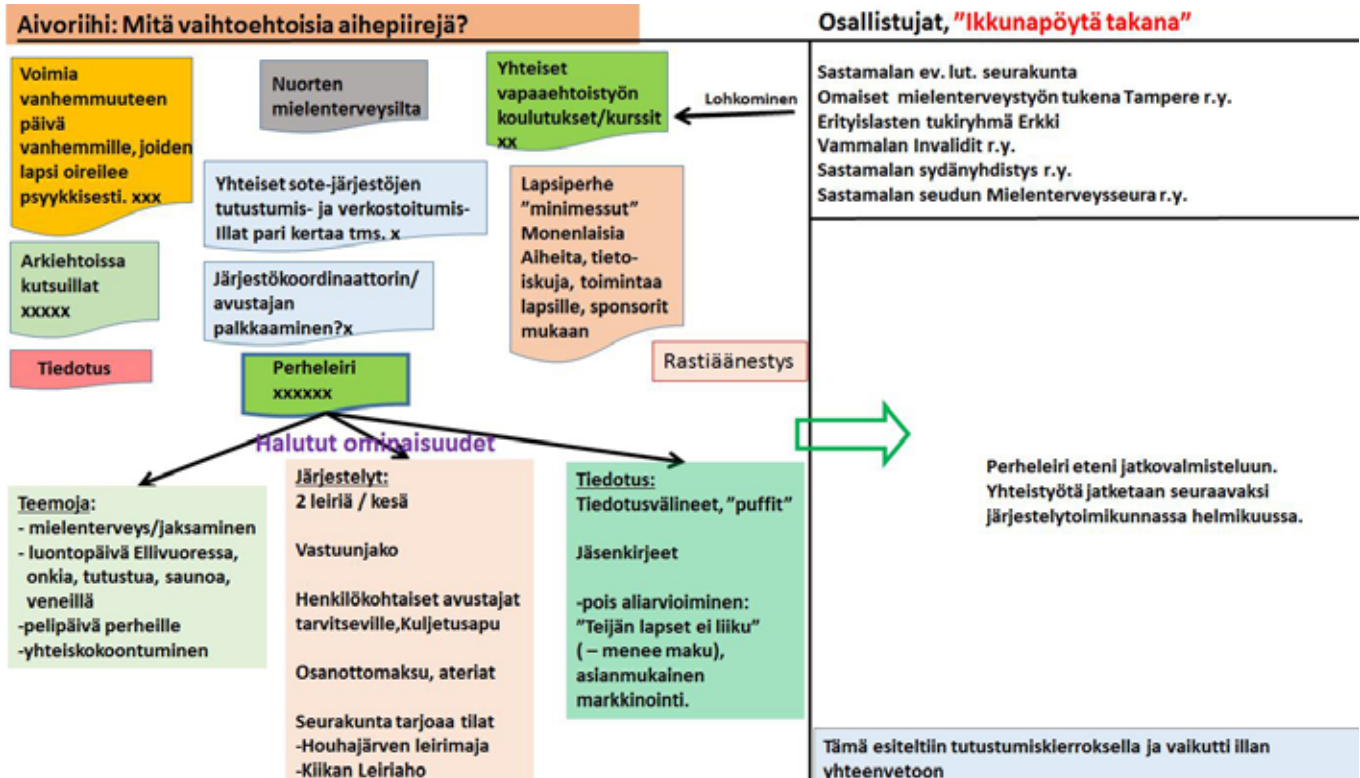 Aivoriihi: Mitä vaihtoehtoisia aihepiirejä?
Voimia
vanhemmuuteen
päivä
vanhemmille, joiden
lapsi oireilee
psyykkisesti. xxx
Nuorten
mielenterveysilta
Yhteiset
vapaaehtoistyön
koulutukset/kurssit
xx
Lohkominen
Yhteiset sote-järjestöjen
tutustumis- ja verkostoitumis-
Illat pari kertaa tms. x
Lapsiperhe
”minimessut”
Monenlaisia
Aiheita, tieto-
iskuja, toimintaa
lapsille, sponsorit
mukaan
Arkiehtoissa
kutsuillat
xxxxx
Järjestökoordinaattorin/
avustajan
palkkaaminen?x
Tiedotus
Perheleiri
xxxxxx
Rastiäänestys
Halutut ominaisuudet
Teemoja:
- mielenterveys/jaksaminen
- luontopäivä Ellivuoressa,
onkia, tutustua, saunoa,
veneillä
-pelipäivä perheille
-yhteiskokoontuminen
Järjestelyt:
2 leiriä / kesä
Vastuunjako
Henkilökohtaiset avustajat
tarvitseville,Kuljetusapu
Osanottomaksu, ateriat
Seurakunta tarjoaa tilat
-Houhajärven leirimaja
-Kiikan Leiriaho
Tiedotus:
Tiedotusvälineet, ”puffit”
Jäsenkirjeet
-pois aliarvioiminen:
”Teijän lapset ei liiku”
( – menee maku),
asianmukainen
markkinointi.
Osallistujat, ”Ikkunapöytä takana”
Sastamalan ev. lut. seurakunta
Omaiset mielenterveystyön tukena Tampere r.y.
Erityislasten tukiryhmä Erkki
Vammalan Invalidit r.y.
Sastamalan sydänyhdistys r.y.
Sastamalan seudun Mielenterveysseura r.y.
Perheleiri eteni jatkovalmisteluun.
Yhteistyötä jatketaan seuraavaksi
järjestelytoimikunnassa helmikuussa.
Tämä esiteltiin tutustumiskierroksella ja vaikutti illan
yhteenvetoon